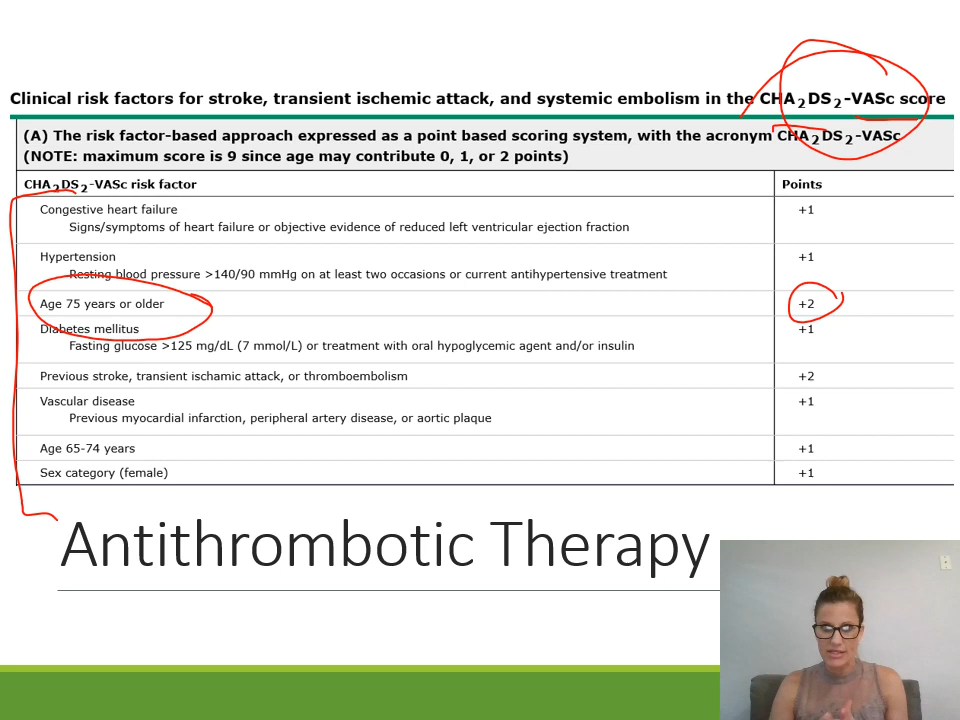 Clinical risk factors for stroke, transient ischemic attack, and systemic embolism in the CHA2DS2-VASc score
(A) The risk factor-based approach expressed as a point based scoring system, with the acronym CHA2DS2-VASc
(NOTE: maximum score is 9 since age may contribute 0, 1, or 2 points)
CHA2DS2-VASc risk factor Points
Congestive heart failure +1
Signs/symptoms of heart failure or objective evidence of reduced left ventricular ejection fraction
Hypertension +1
Resting blood pressure >140/90 mmHg on at least two occasions or current antihypertensive treatment
Age 75 years or older +2
Diabetes mellitus +1
Fasting glucose >125 mg/dL (7 mmol/L) or treatment with oral hypoglycemic agent and/or insulin
Previous stroke, transient ischamic attack, or thromboembolism +2
Vascular disease +1
Previous myocardial infarction, peripheral artery disease, or aortic plaque
Age 65-74 years +1
Sex category (female) +1
Antithrombotic Therapy